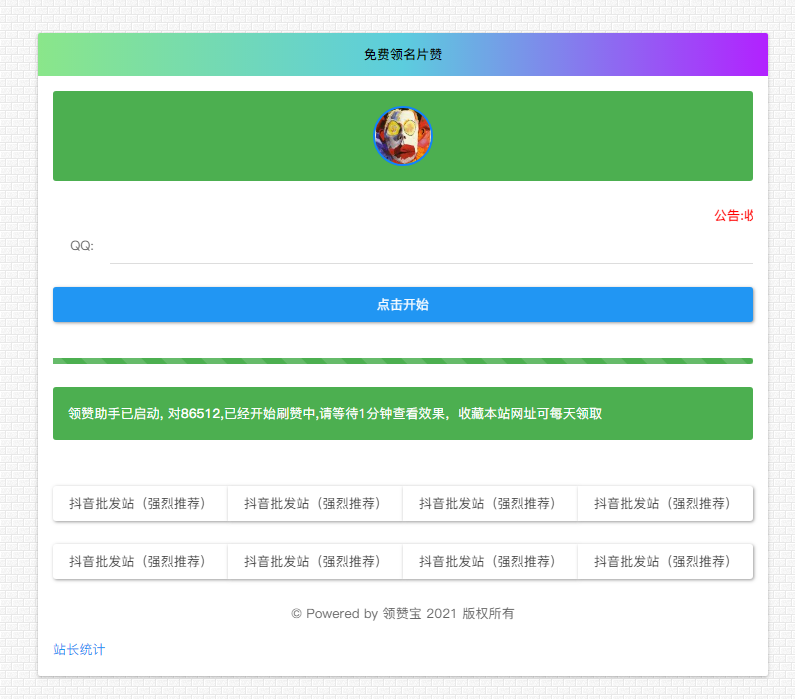 免费领名片赞
公告:
QQ:
点击开始
领赞助手已启动, 对86512,已经开始刷赞中,请等待1分钟查看效果，收藏本站网址可每天领取
抖音批发站（强烈推荐） 抖音批发站（强烈推荐） 抖音批发站（强烈推荐） 抖音批发站（强烈推荐）
抖音批发站（强烈推荐） 抖音批发站（强烈推荐） 抖音批发站（强烈推荐） 抖音批发站（强烈推荐）
© Powered by 领赞宝 2021 版权所有
站长统计